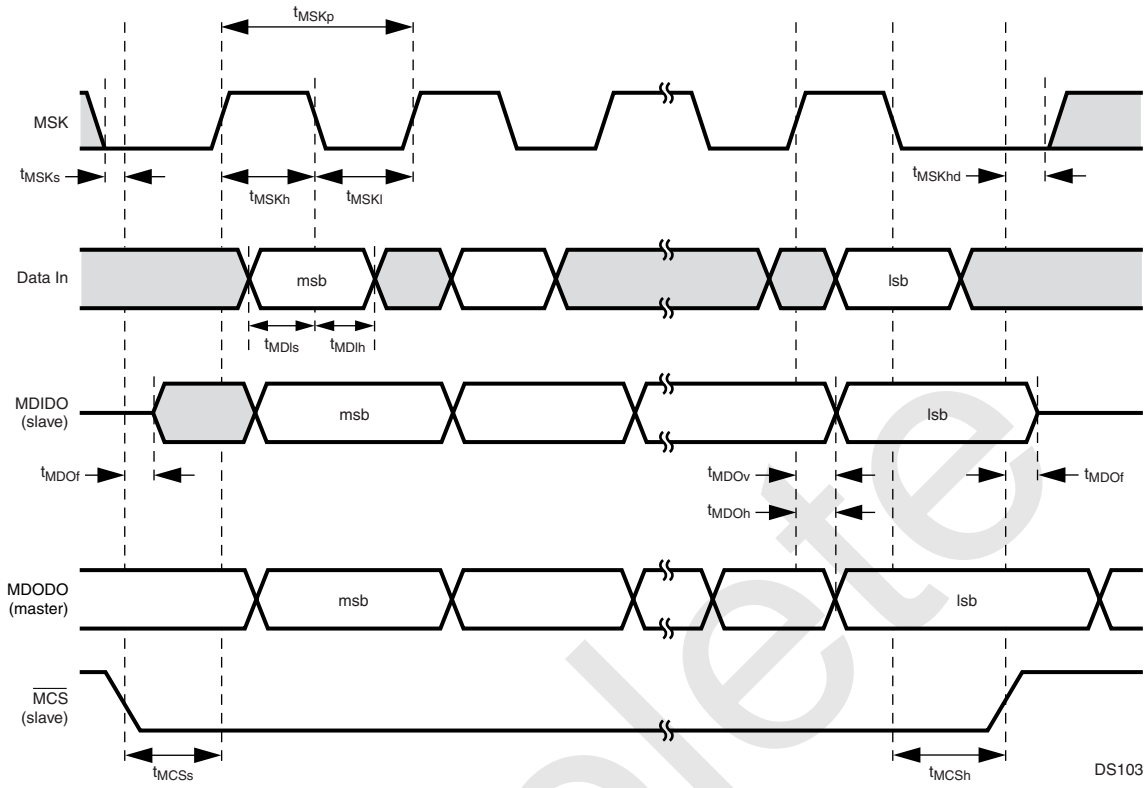 tMSKp
MSK
tMSKs
tMSKh
tMSKl
tMSKhd
Data In
msb
lsb
tMDIs
tMDIh
MDIDO
(slave)
msb
lsb
tMDOf
tMDOv
tMDOf
tMDOh
MDODO
(master)
msb
lsb
MCS
(slave)
tMCSs
tMCSh
DS103